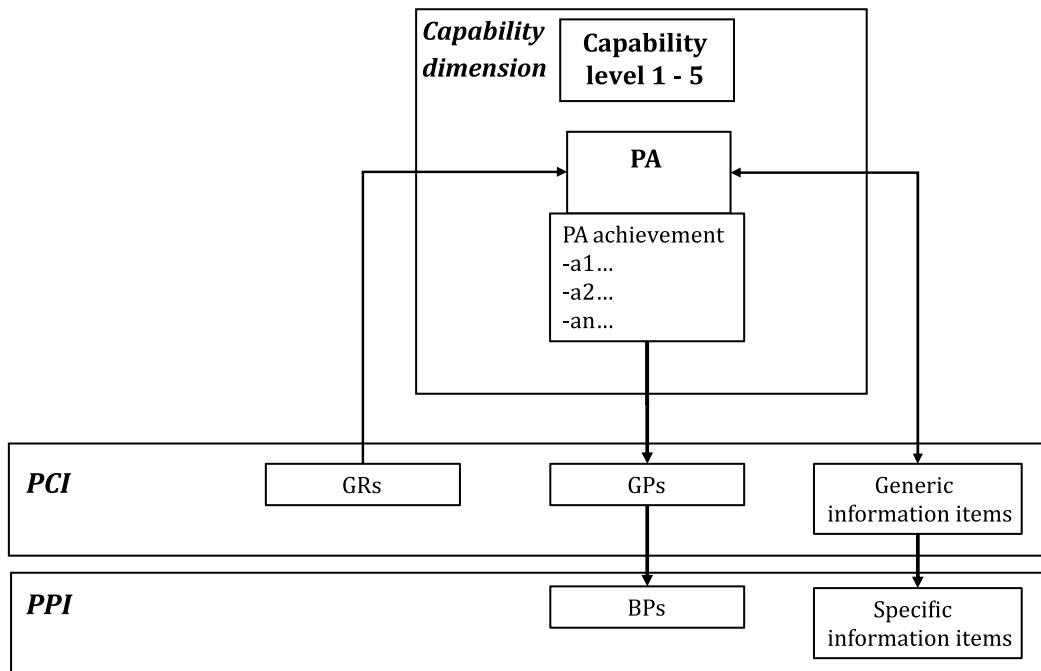 Capability
dimension
Capability
level 1 - 5
PA
PA achievement
-a1...
-a2...
-an...
PCI
GRs
GPs
Generic
information items
PPI
BPs
Specific
information items